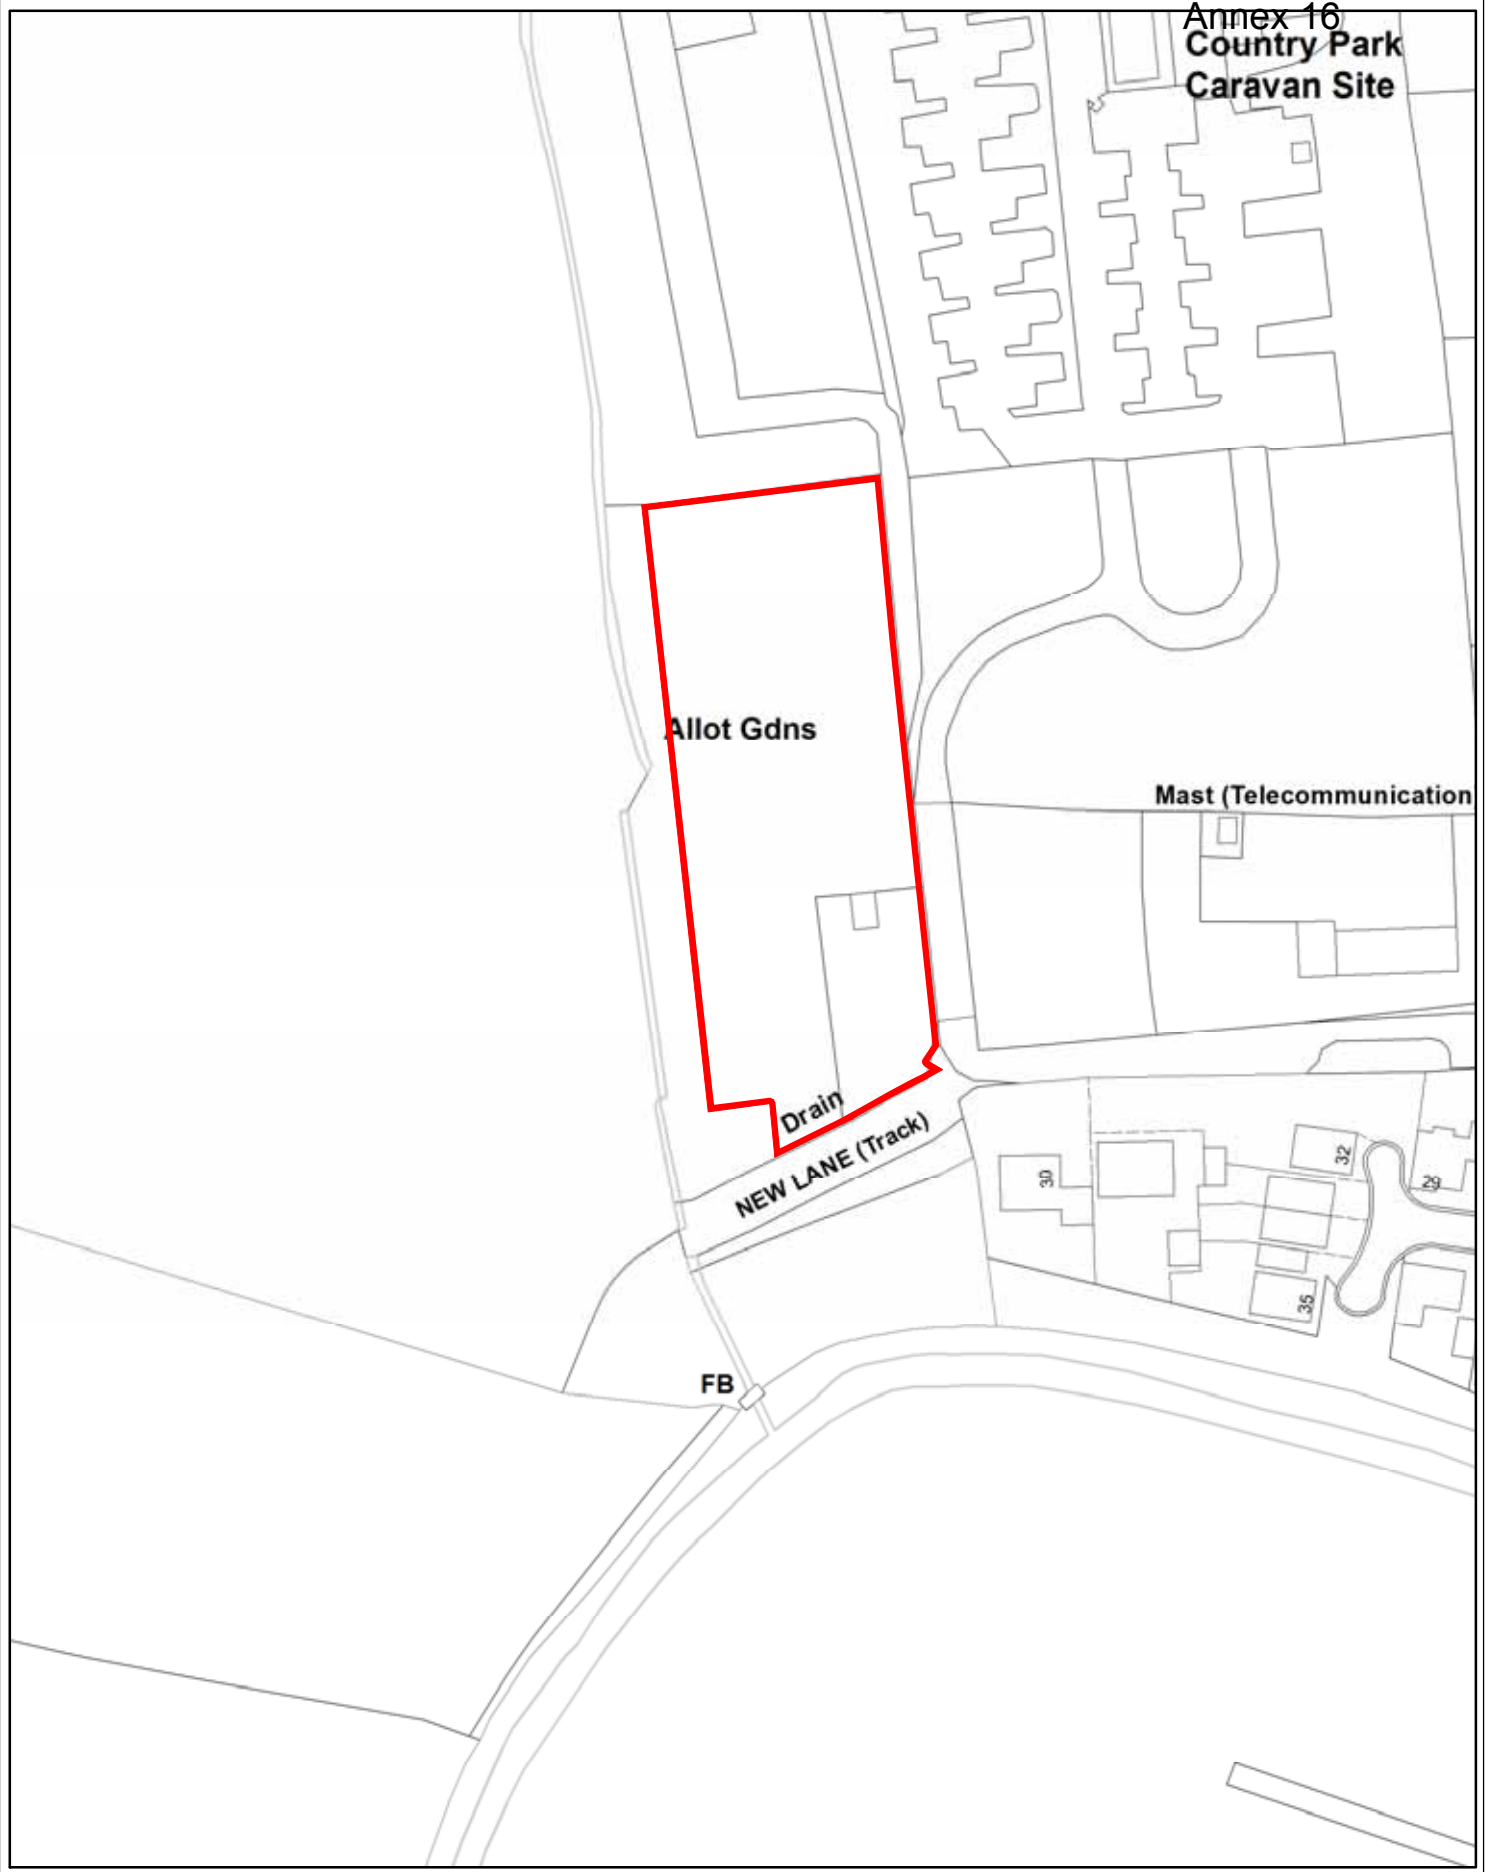 Annex 16
Country Park
Caravan Site
Allot Gdns
Mast (Telecommunication
Drain
NEW LANE (Track)
30
32
29
35
FB